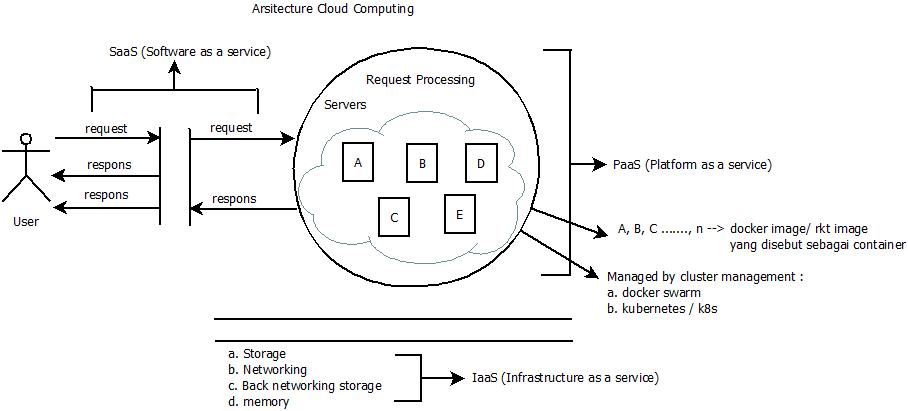 Arsitecture Cloud Computing
SaaS (Software as a service)
Request Processing
Servers
request
request
respons
respons
respons
User
A
B
D
C
E
PaaS (Platform as a service)
A, B, C ......., n --> docker image/ rkt image
yang disebut sebagai container
Managed by cluster management :
a. docker swarm
b. kubernetes / k8s
a. Storage
b. Networking
c. Back networking storage
d. memory
IaaS (Infrastructure as a service)